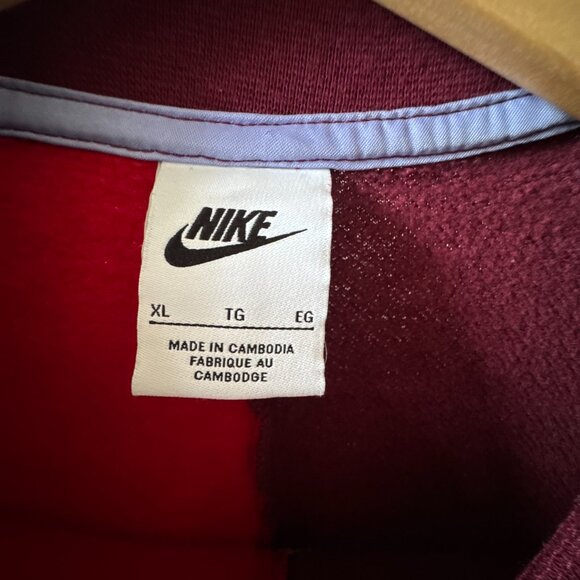 NIKE
XL TG EG
MADE IN CAMBODIA
FABRIQUE AU
CAMBODGE